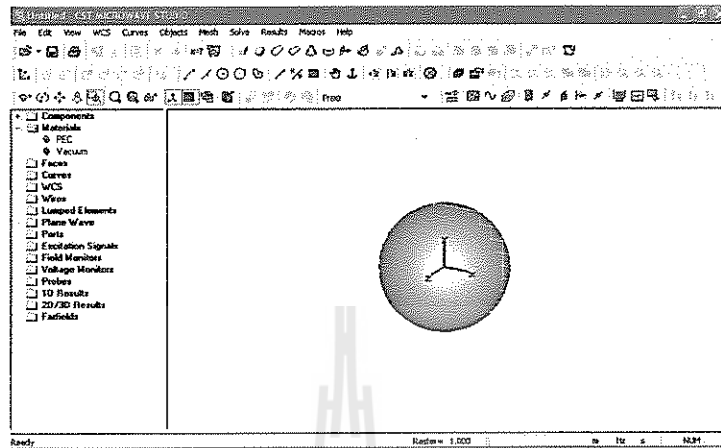 Untitled - CST MICROWAVE STUDIO
File Edit View WCS Curves Objects Mesh Solve Results Macros Help
Free
Components
Materials
PEC
Vacuum
Faces
Curves
WCS
Wires
Lumped Elements
Plane Wave
Ports
Excitation Signals
Field Monitors
Voltage Monitors
Probes
1D Results
2D/3D Results
Farfields
Ready
Raster= 1.000
m Hz s NUM